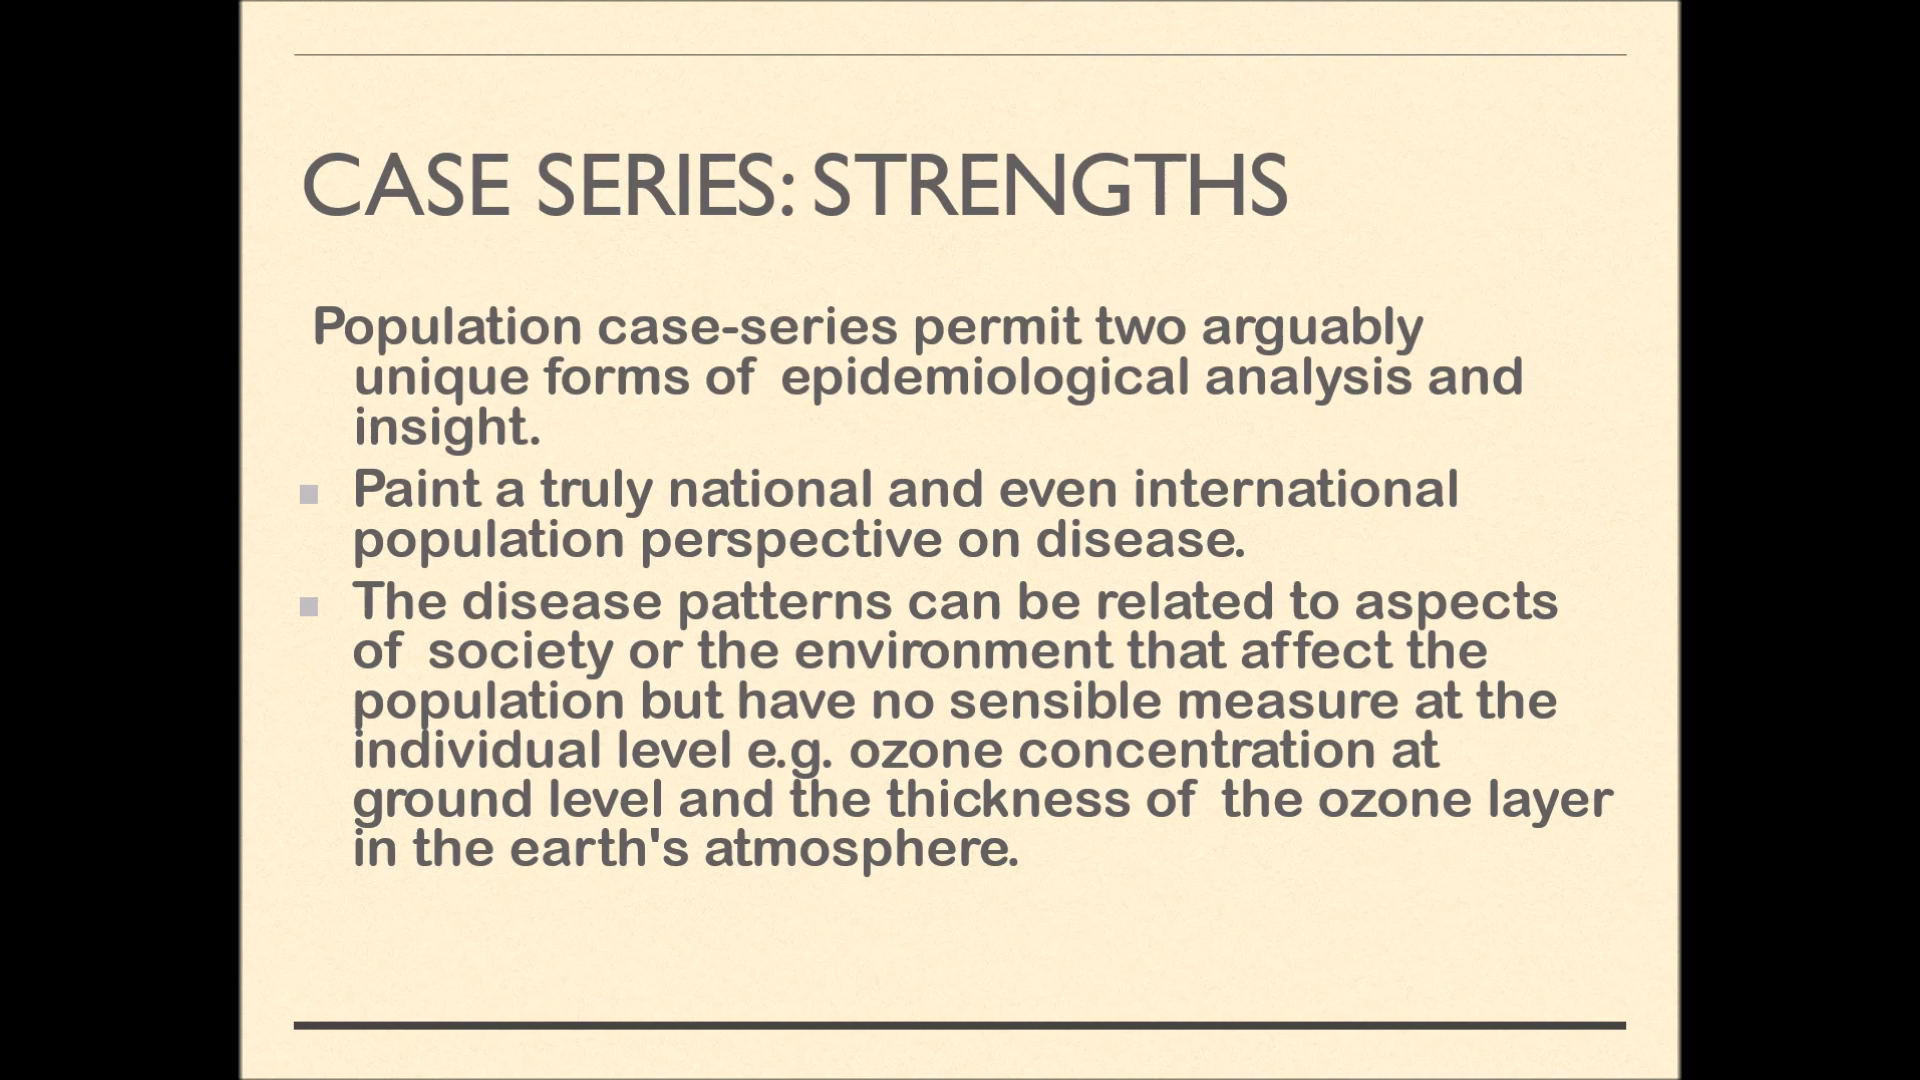 CASE SERIES: STRENGTHS
Population case-series permit two arguably
unique forms of epidemiological analysis and
insight.
Paint a truly national and even international
population perspective on disease.
The disease patterns can be related to aspects
of society or the environment that affect the
population but have no sensible measure at the
individual level e.g. ozone concentration at
ground level and the thickness of the ozone layer
in the earth's atmosphere.